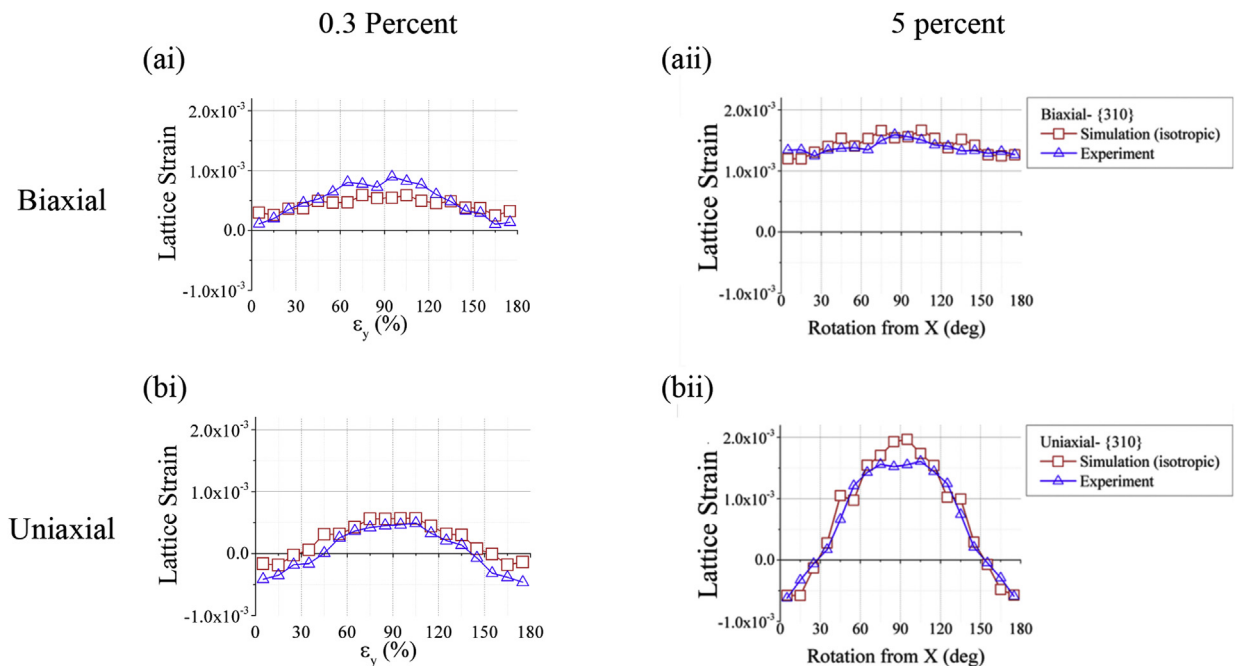 0.3 Percent
5 percent
(ai)
(aii)
Biaxial
Lattice Strain
2.0x10⁻³
1.0x10⁻³
0.0
-1.0x10⁻³
0 30 60 90 120 150 180
εy (%)
Lattice Strain
2.0x10⁻³
1.0x10⁻³
0.0
-1.0x10⁻³
0 30 60 90 120 150 180
Rotation from X (deg)
Biaxial- {310}
Simulation (isotropic)
Experiment
(bi)
(bii)
Uniaxial
Lattice Strain
2.0x10⁻³
1.0x10⁻³
0.0
-1.0x10⁻³
0 30 60 90 120 150 180
εy (%)
Lattice Strain
2.0x10⁻³
1.0x10⁻³
0.0
-1.0x10⁻³
0 30 60 90 120 150 180
Rotation from X (deg)
Uniaxial- {310}
Simulation (isotropic)
Experiment